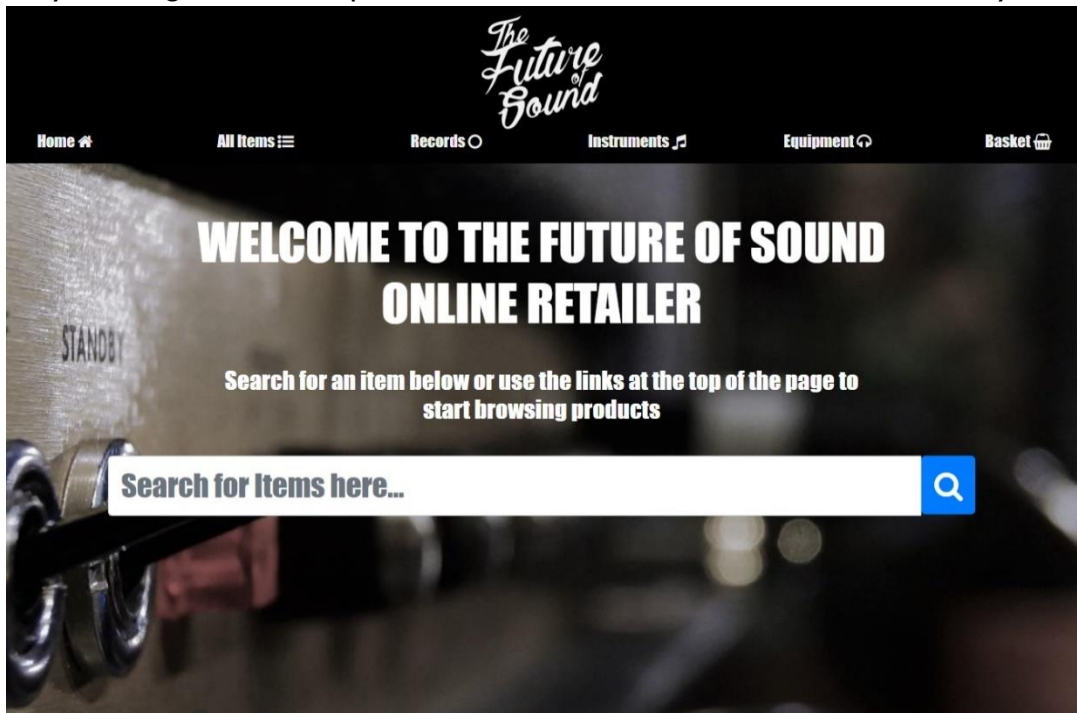 The
Future
of
Sound
Home
All Items
Records
Instruments
Equipment
Basket
WELCOME TO THE FUTURE OF SOUND
ONLINE RETAILER
STANDBY
Search for an item below or use the links at the top of the page to
start browsing products
Search for Items here...